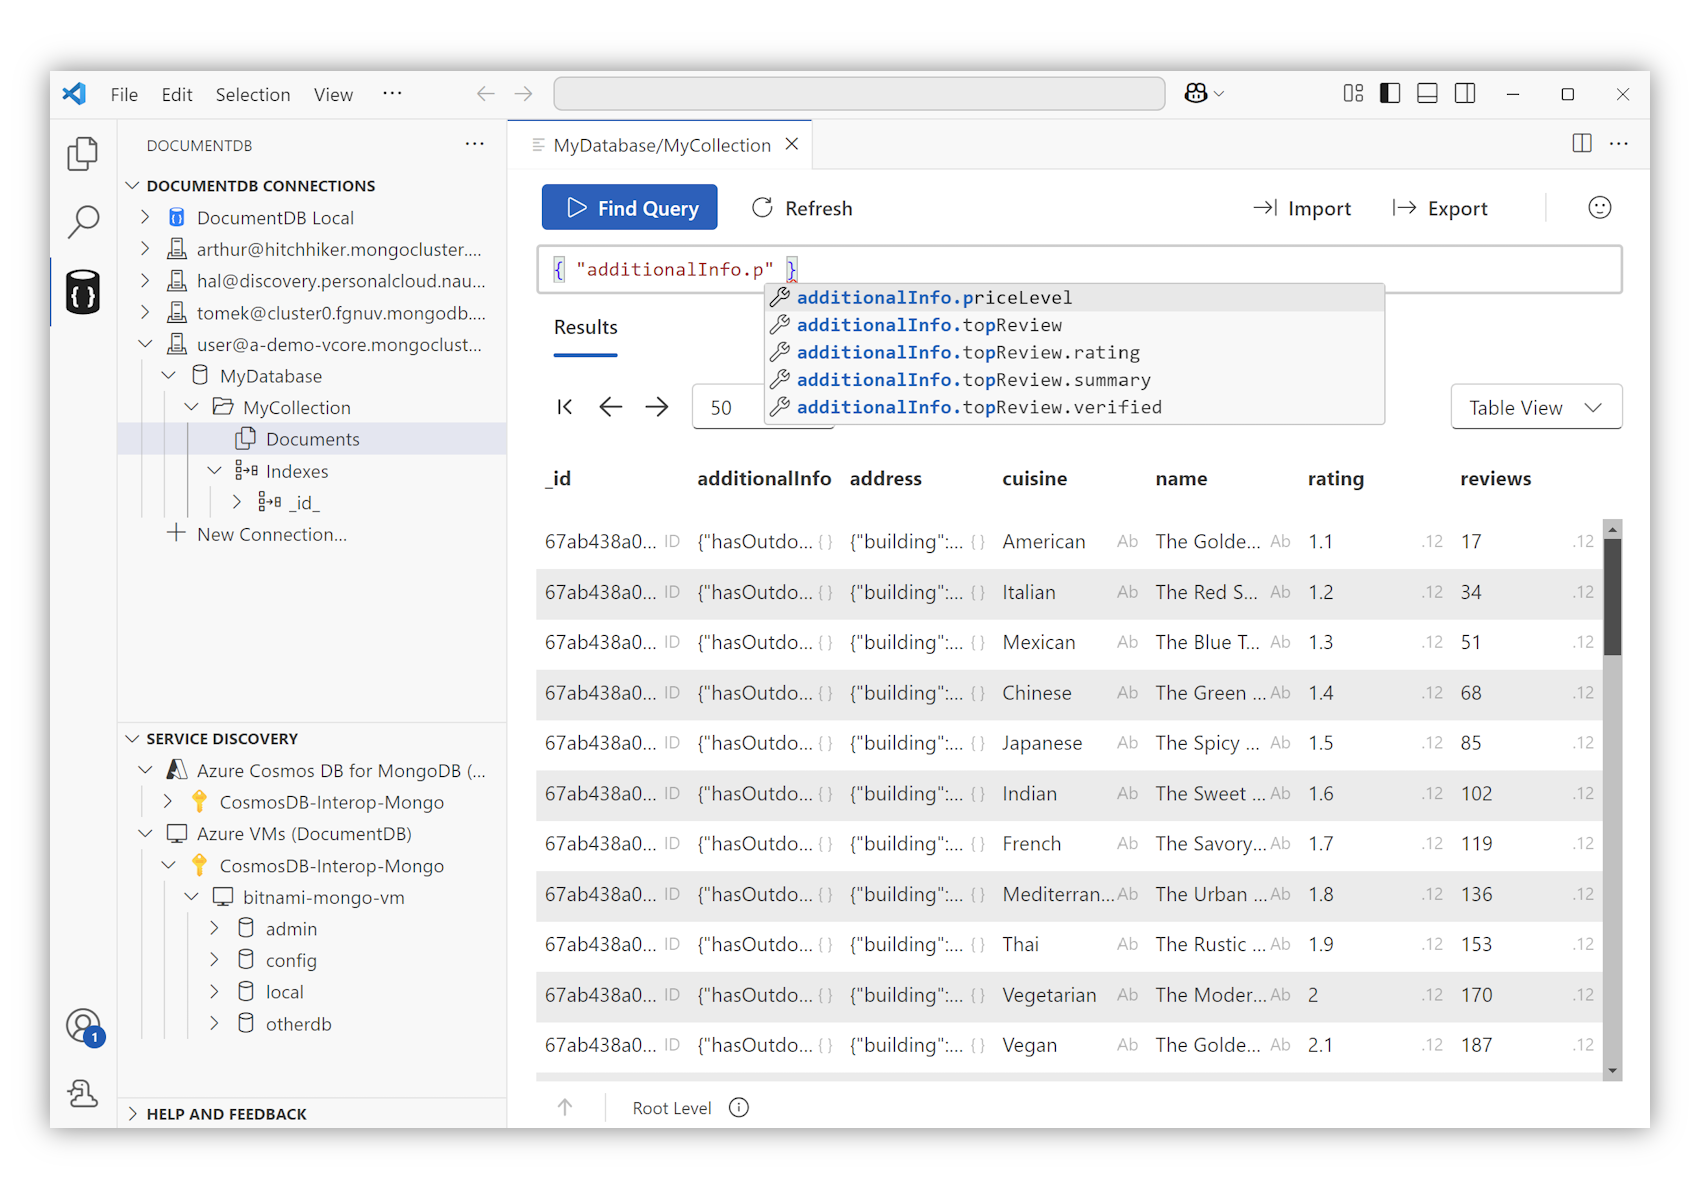 File Edit Selection View ···
DOCUMENTDB ···
DOCUMENTDB CONNECTIONS
DocumentDB Local
arthur@hitchhiker.mongocluster....
hal@discovery.personalcloud.nau...
tomek@cluster0.fgnuv.mongodb....
user@a-demo-vcore.mongoclust...
MyDatabase
MyCollection
Documents
Indexes
_id_
New Connection...
SERVICE DISCOVERY
Azure Cosmos DB for MongoDB (...
CosmosDB-Interop-Mongo
Azure VMs (DocumentDB)
CosmosDB-Interop-Mongo
bitnami-mongo-vm
admin
config
local
otherdb
1
HELP AND FEEDBACK
MyDatabase/MyCollection
Find Query Refresh Import Export
{ "additionalInfo.p" }
additionalInfo.priceLevel
additionalInfo.topReview
additionalInfo.topReview.rating
additionalInfo.topReview.summary
additionalInfo.topReview.verified
Results
50 Table View
_id additionalInfo address cuisine name rating reviews
67ab438a0... ID {"hasOutdo... {} {"building":... {} American Ab The Golde... Ab 1.1 .12 17 .12
67ab438a0... ID {"hasOutdo... {} {"building":... {} Italian Ab The Red S... Ab 1.2 .12 34 .12
67ab438a0... ID {"hasOutdo... {} {"building":... {} Mexican Ab The Blue T... Ab 1.3 .12 51 .12
67ab438a0... ID {"hasOutdo... {} {"building":... {} Chinese Ab The Green ... Ab 1.4 .12 68 .12
67ab438a0... ID {"hasOutdo... {} {"building":... {} Japanese Ab The Spicy ... Ab 1.5 .12 85 .12
67ab438a0... ID {"hasOutdo... {} {"building":... {} Indian Ab The Sweet ... Ab 1.6 .12 102 .12
67ab438a0... ID {"hasOutdo... {} {"building":... {} French Ab The Savory... Ab 1.7 .12 119 .12
67ab438a0... ID {"hasOutdo... {} {"building":... {} Mediterran... Ab The Urban ... Ab 1.8 .12 136 .12
67ab438a0... ID {"hasOutdo... {} {"building":... {} Thai Ab The Rustic ... Ab 1.9 .12 153 .12
67ab438a0... ID {"hasOutdo... {} {"building":... {} Vegetarian Ab The Moder... Ab 2 .12 170 .12
67ab438a0... ID {"hasOutdo... {} {"building":... {} Vegan Ab The Golde... Ab 2.1 .12 187 .12
Root Level